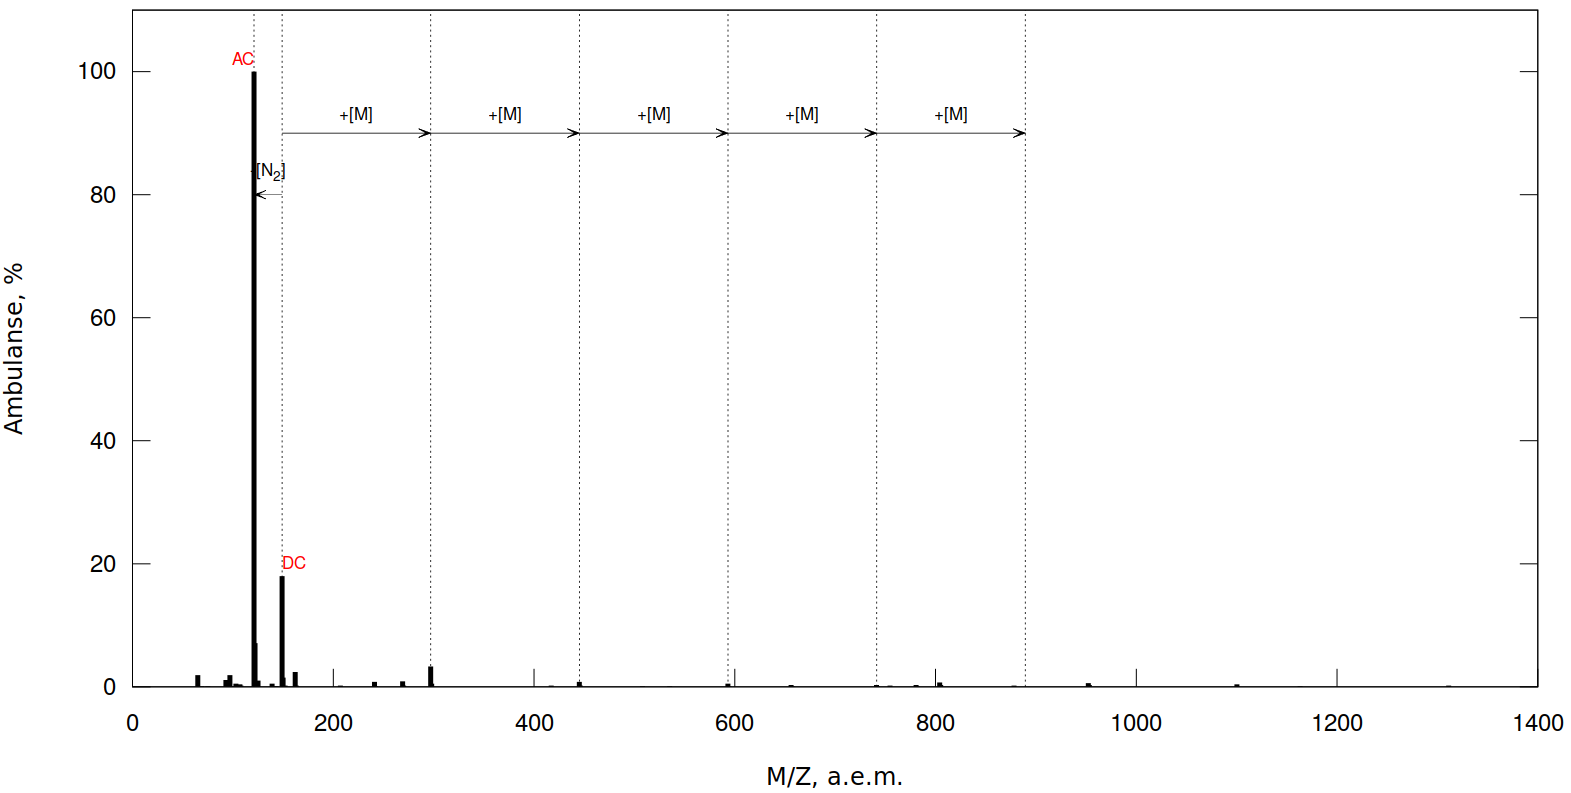 AC
+[M] +[M] +[M] +[M] +[M]
[N2]
DC
100
80
60
40
20
0
0 200 400 600 800 1000 1200 1400
Ambulanse, %
M/Z, a.e.m.